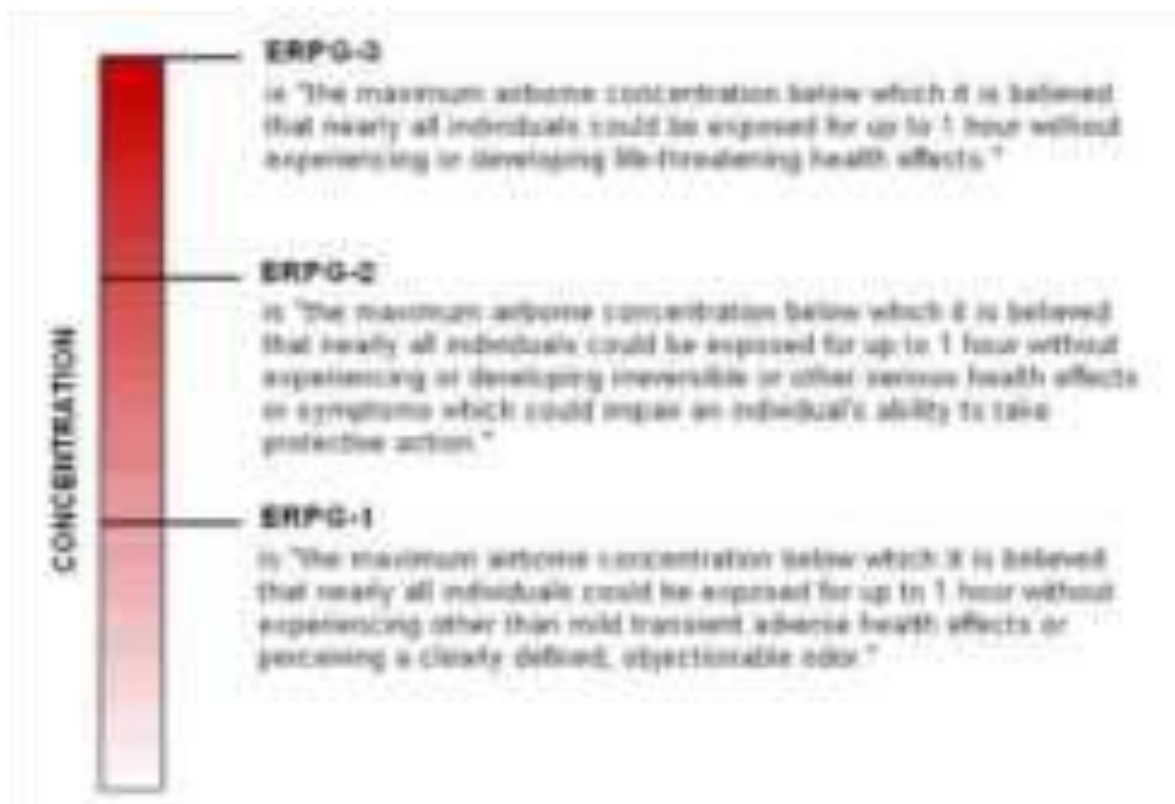 ERPG-3
is "the maximum airborne concentration below which it is believed
that nearly all individuals could be exposed for up to 1 hour without
experiencing or developing life-threatening health effects."
ERPG-2
is "the maximum airborne concentration below which it is believed
that nearly all individuals could be exposed for up to 1 hour without
experiencing or developing irreversible or other serious health effects
or symptoms which could impair an individual's ability to take
protective action."
CONCENTRATION
ERPG-1
is "the maximum airborne concentration below which it is believed
that nearly all individuals could be exposed for up to 1 hour without
experiencing other than mild transient adverse health effects or
perceiving a clearly defined, objectionable odor."